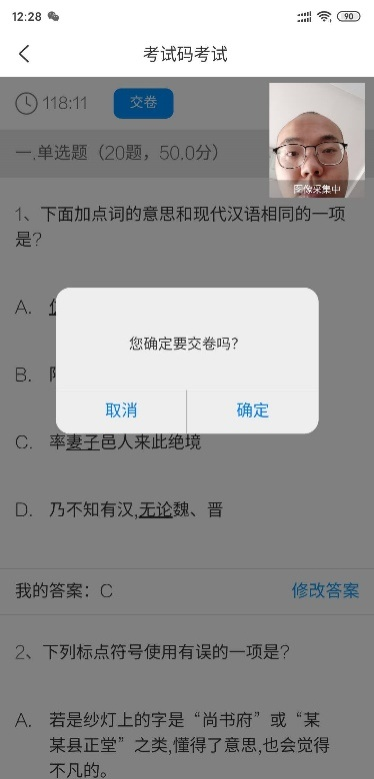 12:28
90
考试码考试
118:11
交卷
一.单选题（20题，50.0分）
图像采集中
1、下面加点词的意思和现代汉语相同的一项
是?
A.
您确定要交卷吗?
B.
取消
确定
C. 率妻子邑人来此绝境
D. 乃不知有汉,无论魏、晋
我的答案：C
修改答案
2、下列标点符号使用有误的一项是?
A. 若是纱灯上的字是“尚书府”或“某
某县正堂”之类,懂得了意思,也会觉得
不凡的。